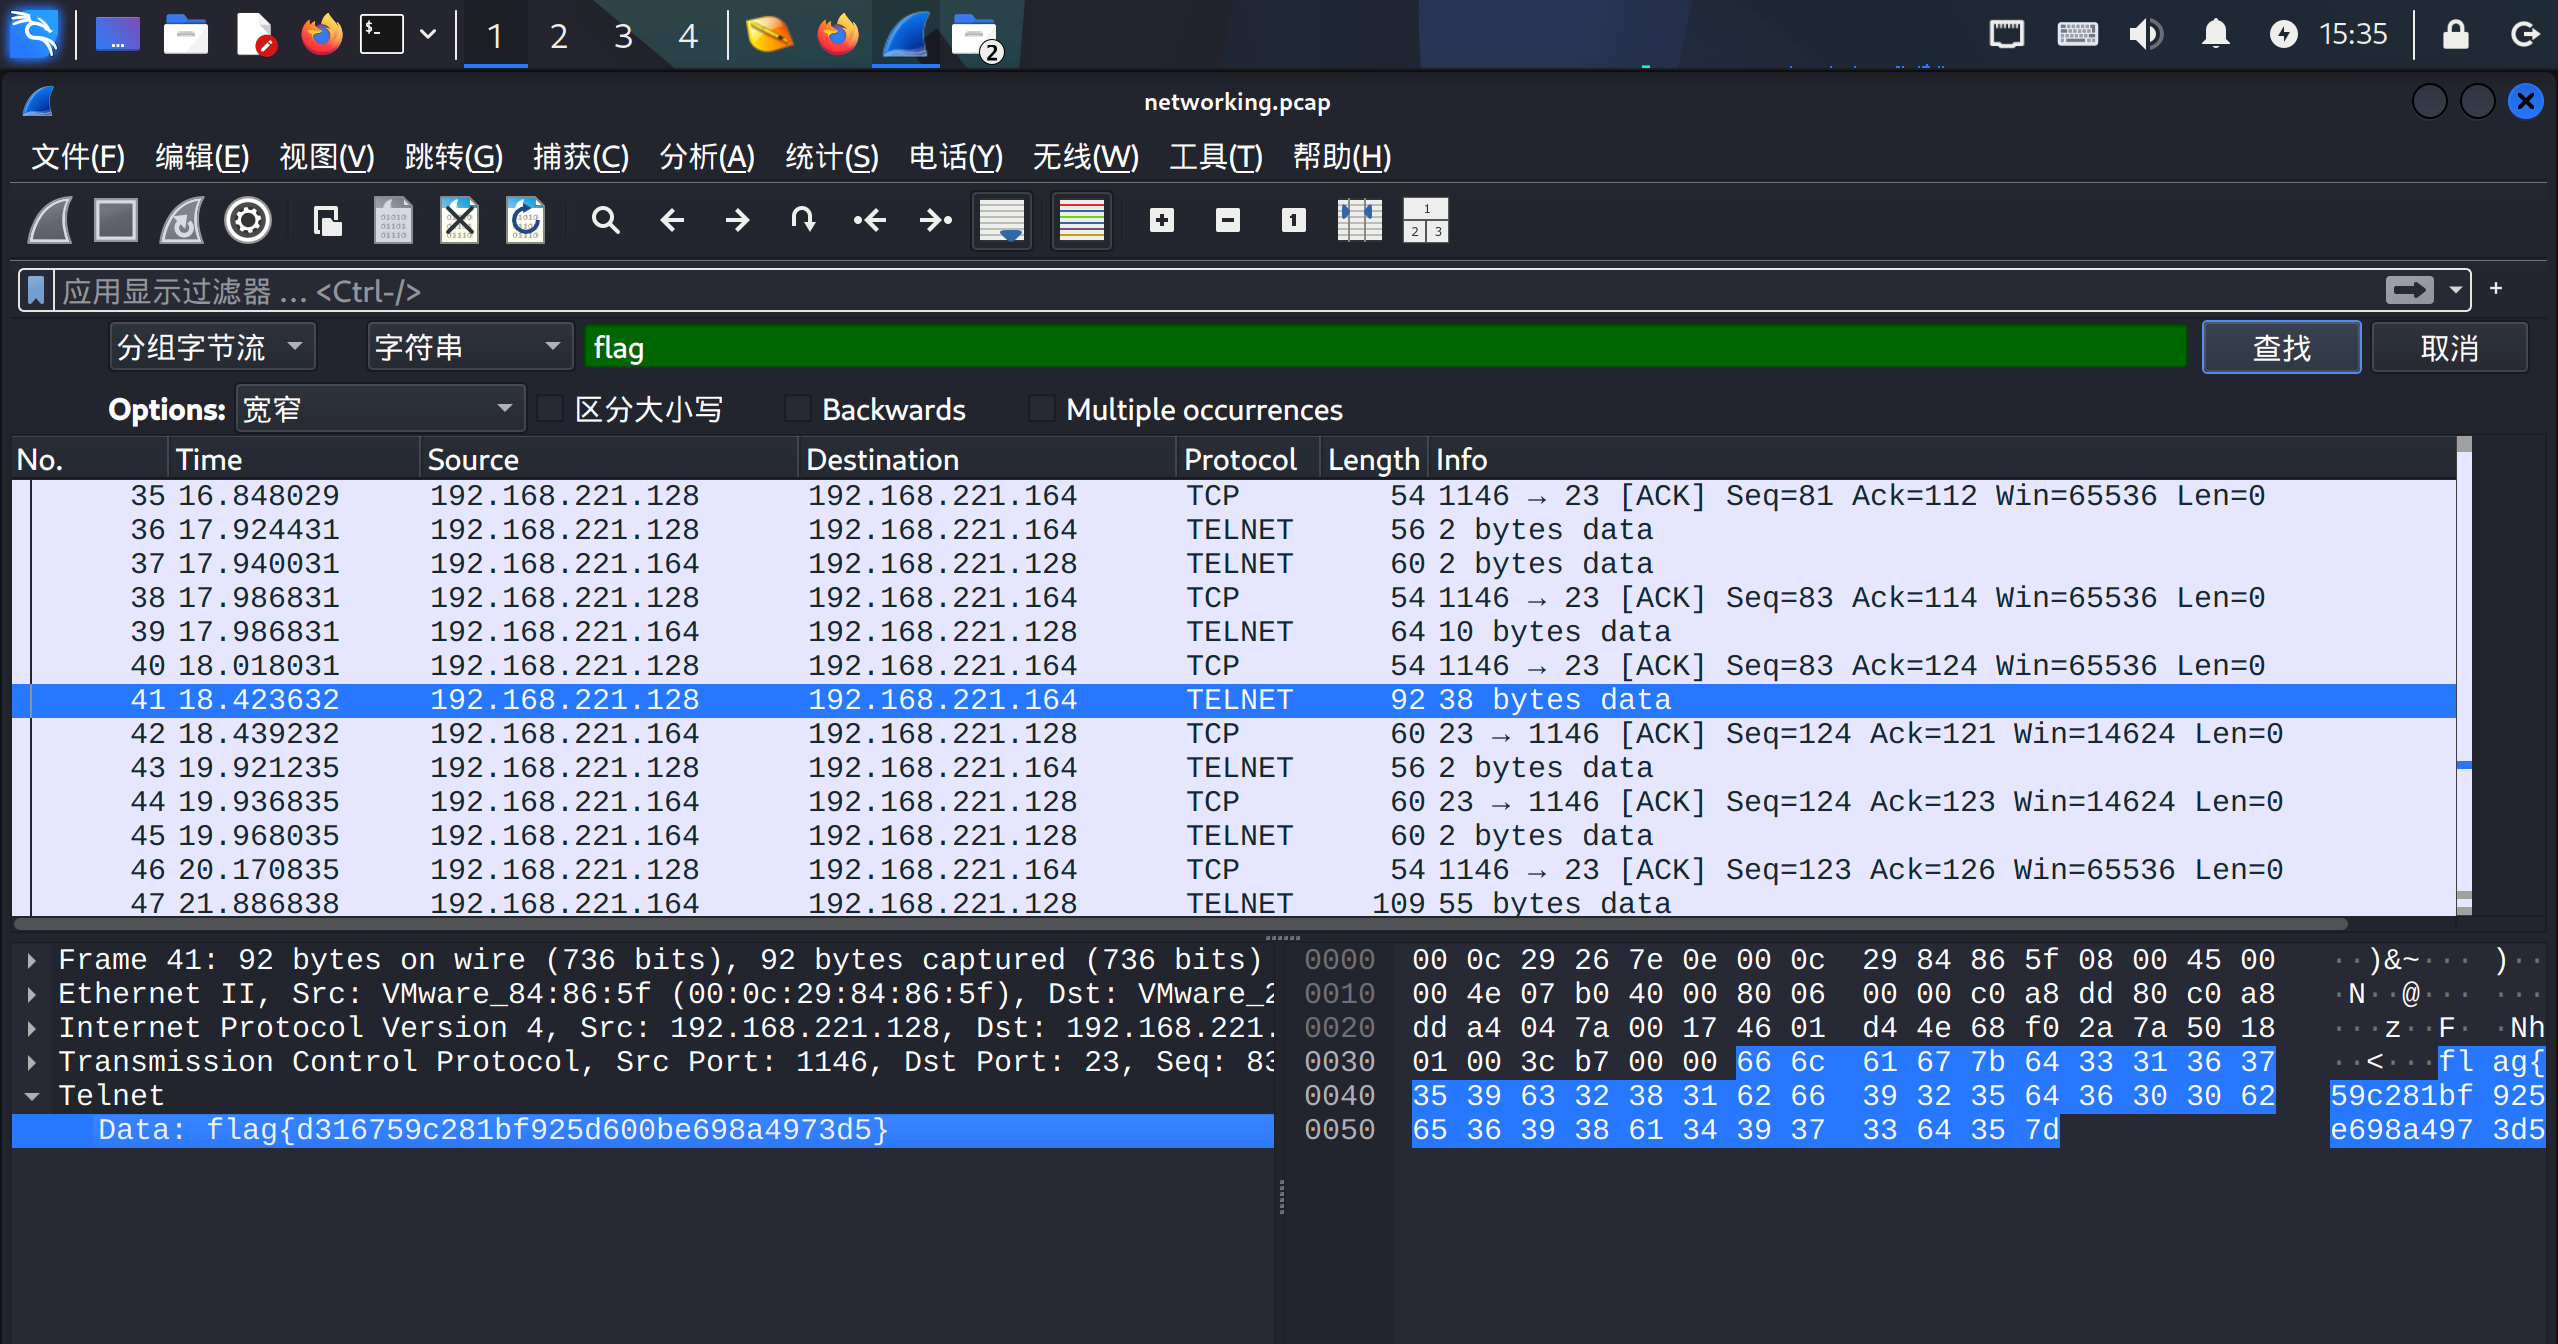 1 2 3 4 2 15:35
networking.pcap
文件(F) 编辑(E) 视图(V) 跳转(G) 捕获(C) 分析(A) 统计(S) 电话(Y) 无线(W) 工具(T) 帮助(H)
应用显示过滤器 … <Ctrl-/> +
分组字节流 字符串 flag 查找 取消
Options: 宽窄 区分大小写 Backwards Multiple occurrences
No. Time Source Destination Protocol Length Info
35 16.848029 192.168.221.128 192.168.221.164 TCP 54 1146 → 23 [ACK] Seq=81 Ack=112 Win=65536 Len=0
36 17.924431 192.168.221.128 192.168.221.164 TELNET 56 2 bytes data
37 17.940031 192.168.221.164 192.168.221.128 TELNET 60 2 bytes data
38 17.986831 192.168.221.128 192.168.221.164 TCP 54 1146 → 23 [ACK] Seq=83 Ack=114 Win=65536 Len=0
39 17.986831 192.168.221.164 192.168.221.128 TELNET 64 10 bytes data
40 18.018031 192.168.221.128 192.168.221.164 TCP 54 1146 → 23 [ACK] Seq=83 Ack=124 Win=65536 Len=0
41 18.423632 192.168.221.128 192.168.221.164 TELNET 92 38 bytes data
42 18.439232 192.168.221.164 192.168.221.128 TCP 60 23 → 1146 [ACK] Seq=124 Ack=121 Win=14624 Len=0
43 19.921235 192.168.221.128 192.168.221.164 TELNET 56 2 bytes data
44 19.936835 192.168.221.164 192.168.221.128 TCP 60 23 → 1146 [ACK] Seq=124 Ack=123 Win=14624 Len=0
45 19.968035 192.168.221.164 192.168.221.128 TELNET 60 2 bytes data
46 20.170835 192.168.221.128 192.168.221.164 TCP 54 1146 → 23 [ACK] Seq=123 Ack=126 Win=65536 Len=0
47 21.886838 192.168.221.164 192.168.221.128 TELNET 109 55 bytes data
Frame 41: 92 bytes on wire (736 bits), 92 bytes captured (736 bits)
Ethernet II, Src: VMware_84:86:5f (00:0c:29:84:86:5f), Dst: VMware_2
Internet Protocol Version 4, Src: 192.168.221.128, Dst: 192.168.221.
Transmission Control Protocol, Src Port: 1146, Dst Port: 23, Seq: 83
Telnet
Data: flag{d316759c281bf925d600be698a4973d5}
0000 00 0c 29 26 7e 0e 00 0c 29 84 86 5f 08 00 45 00 ··)&~··· )··
0010 00 4e 07 b0 40 00 80 06 00 00 c0 a8 dd 80 c0 a8 ·N··@··· ···
0020 dd a4 04 7a 00 17 46 01 d4 4e 68 f0 2a 7a 50 18 ···z··F· ·Nh
0030 01 00 3c b7 00 00 66 6c 61 67 7b 64 33 31 36 37 ··<···fl ag{
0040 35 39 63 32 38 31 62 66 39 32 35 64 36 30 30 62 59c281bf 925
0050 65 36 39 38 61 34 39 37 33 64 35 7d e698a497 3d5